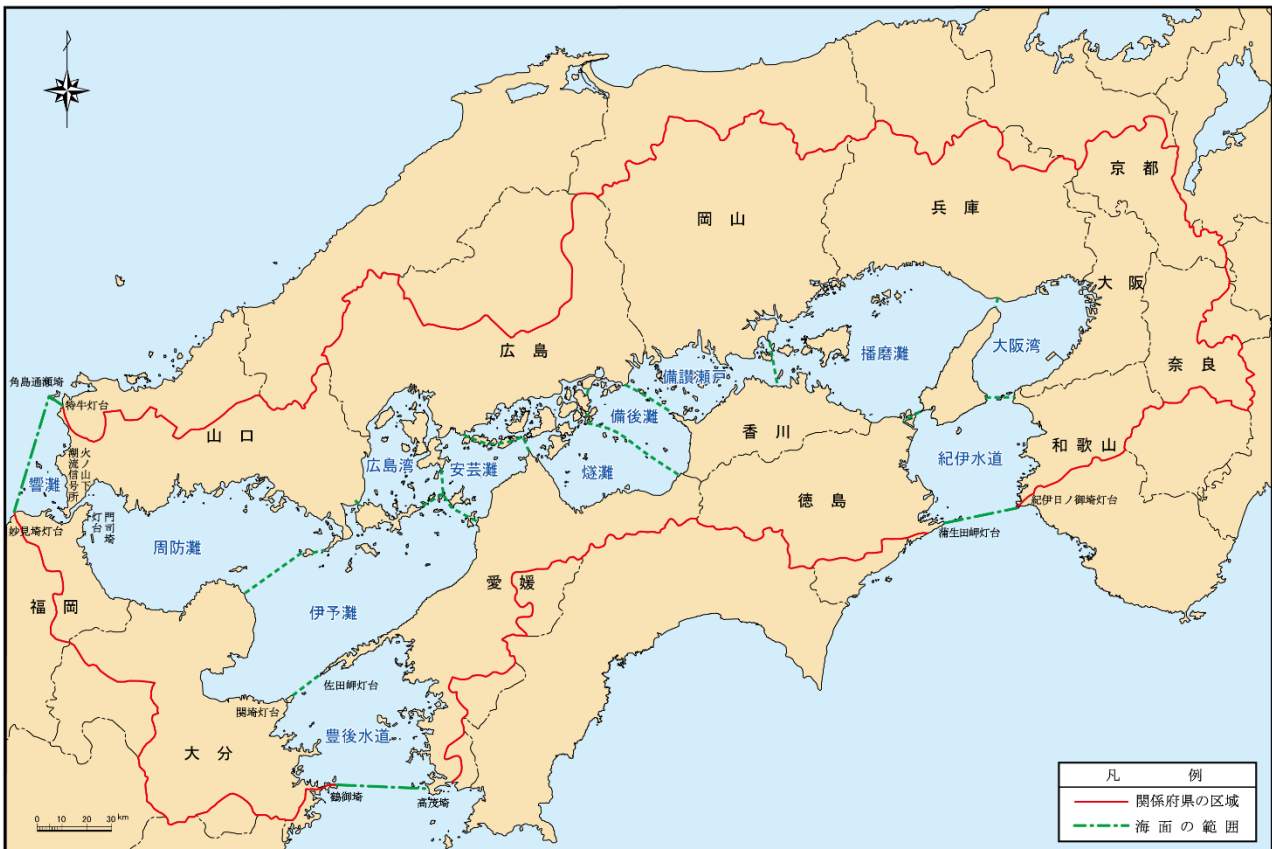 京 都
兵 庫
岡 山
大 阪
大阪湾
播磨灘
広 島
奈 良
備讃瀬戸
角島通瀬埼
特牛灯台
備後灘
香 川
山 口
和歌山
火ノ山下
潮流信号所
広島湾
安芸灘
燧灘
紀伊水道
響灘
徳 島
紀伊日ノ御埼灯台
門司埼
灯台
妙見埼灯台
蒲生田岬灯台
周防灘
愛 媛
福 岡
伊予灘
佐田岬灯台
関埼灯台
豊後水道
大 分
鶴御埼
高茂埼
凡 例
関係府県の区域
海面の範囲
0 10 20 30 km